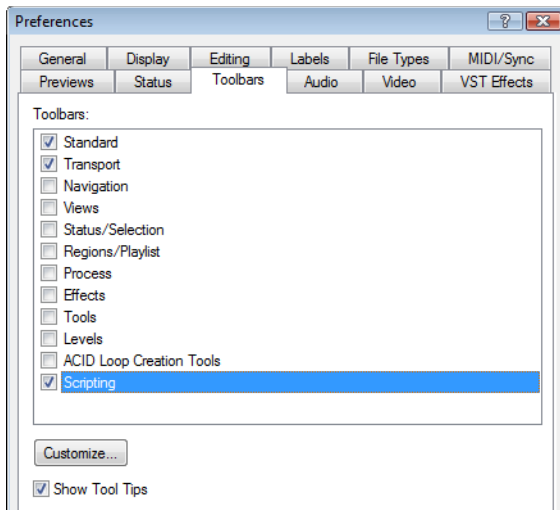 Preferences
General Display Editing Labels File Types MIDI/Sync
Previews Status Toolbars Audio Video VST Effects
Toolbars:
Standard
Transport
Navigation
Views
Status/Selection
Regions/Playlist
Process
Effects
Tools
Levels
ACID Loop Creation Tools
Scripting
Customize...
Show Tool Tips